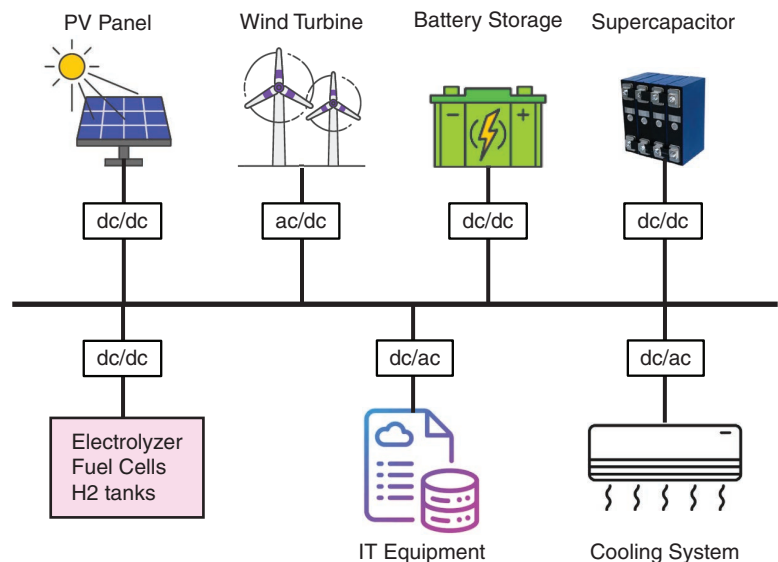 PV Panel
Wind Turbine
Battery Storage
Supercapacitor
dc/dc
ac/dc
dc/dc
dc/dc
dc/dc
dc/ac
dc/ac
Electrolyzer
Fuel Cells
H2 tanks
IT Equipment
Cooling System